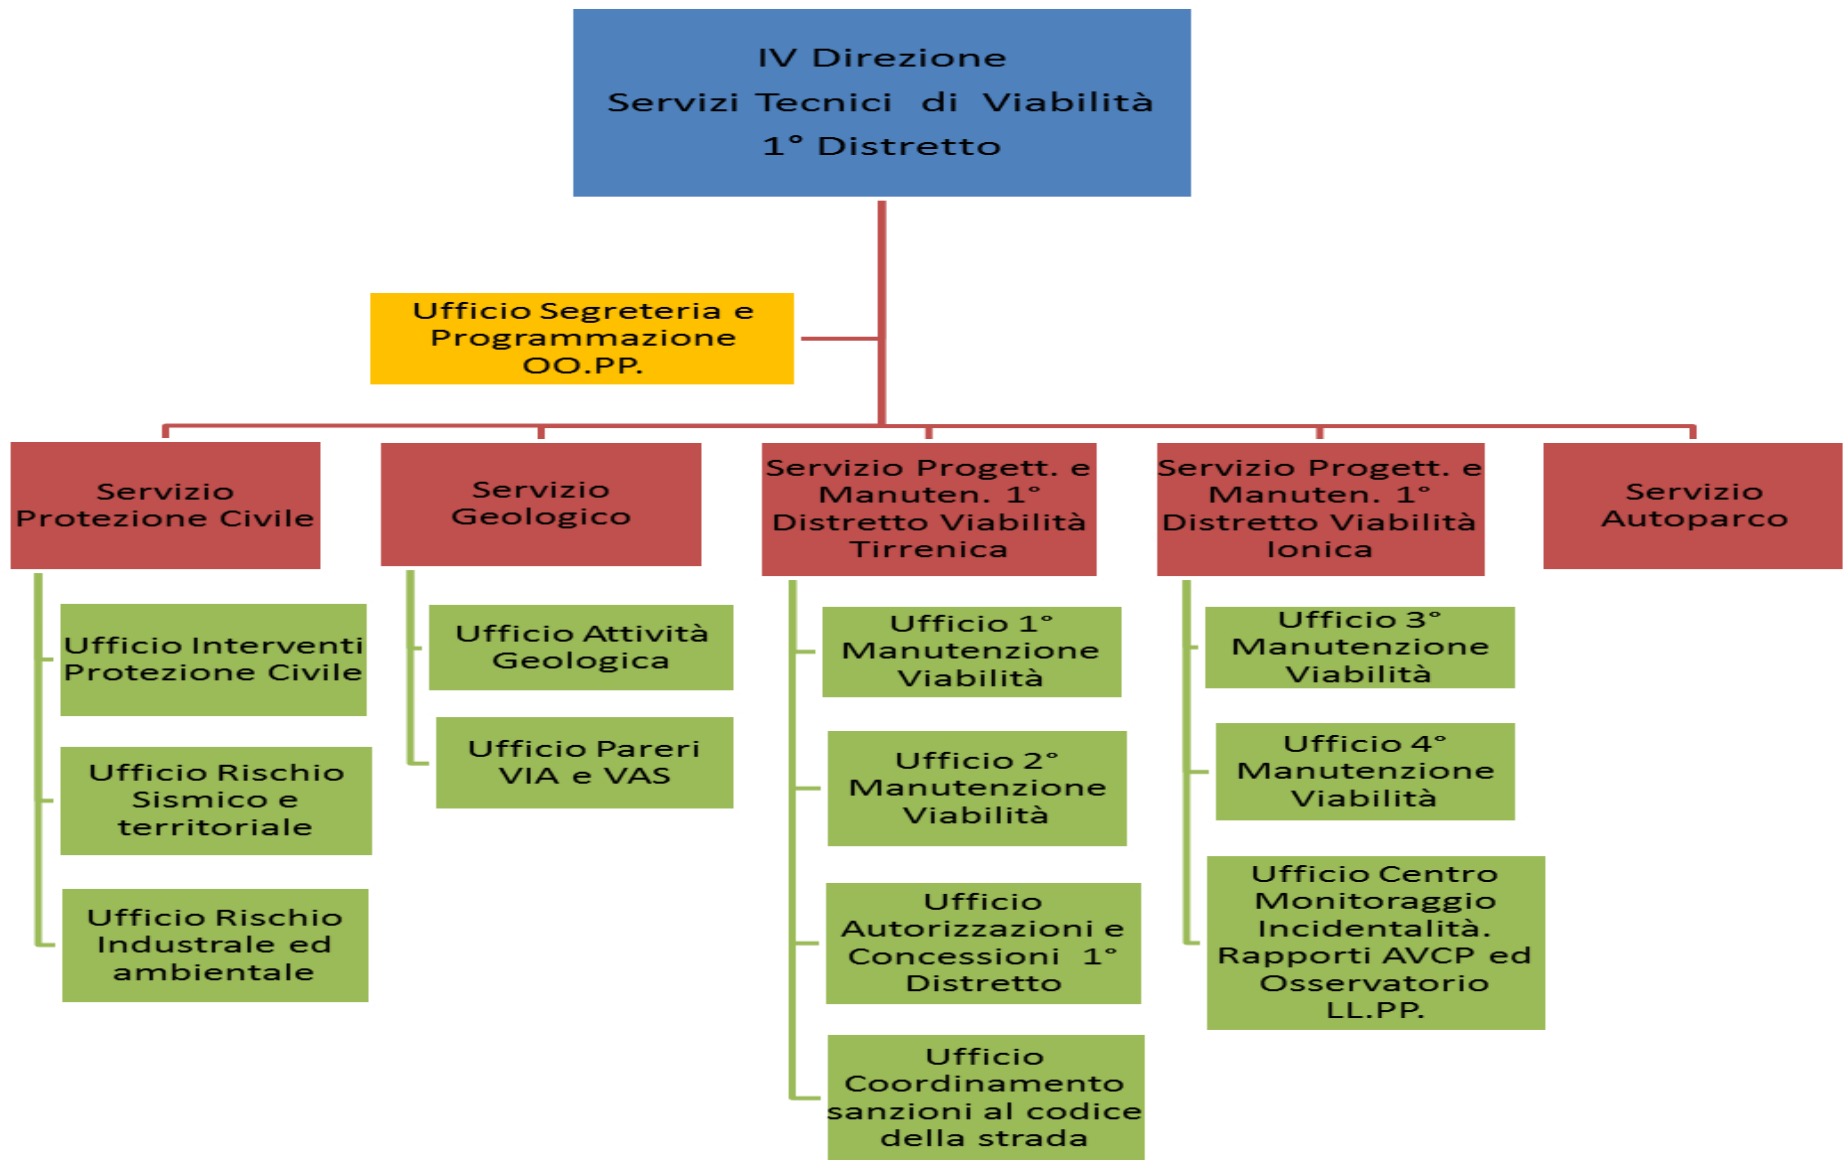 IV Direzione
Servizi Tecnici di Viabilità
1° Distretto
Ufficio Segreteria e
Programmazione
OO.PP.
Servizio
Protezione Civile
Servizio
Geologico
Servizio Progett. e
Manuten. 1°
Distretto Viabilità
Tirrenica
Servizio Progett. e
Manuten. 1°
Distretto Viabilità
Ionica
Servizio
Autoparco
Ufficio Interventi
Protezione Civile
Ufficio Rischio
Sismico e
territoriale
Ufficio Rischio
Industrale ed
ambientale
Ufficio Attività
Geologica
Ufficio Pareri
VIA e VAS
Ufficio 1°
Manutenzione
Viabilità
Ufficio 2°
Manutenzione
Viabilità
Ufficio
Autorizzazioni e
Concessioni 1°
Distretto
Ufficio
Coordinamento
sanzioni al codice
della strada
Ufficio 3°
Manutenzione
Viabilità
Ufficio 4°
Manutenzione
Viabilità
Ufficio Centro
Monitoraggio
Incidentalità.
Rapporti AVCP ed
Osservatorio
LL.PP.